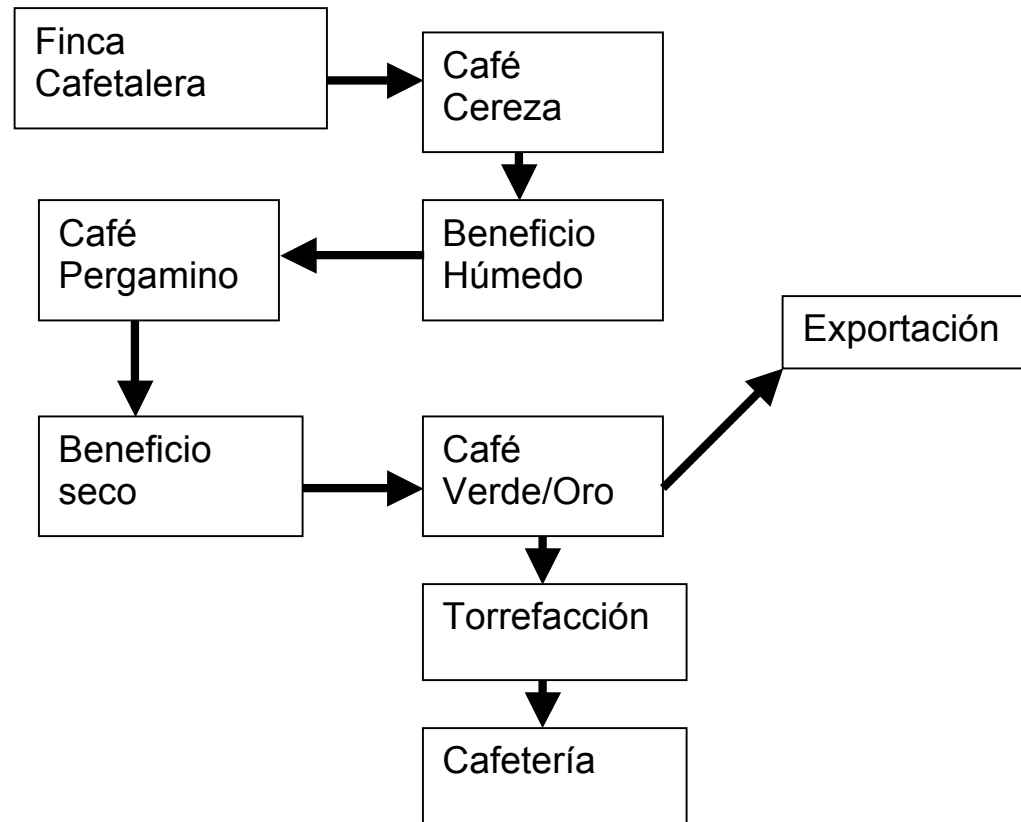 Finca
Cafetalera
Café
Cereza
Café
Pergamino
Beneficio
Húmedo
Exportación
Beneficio
seco
Café
Verde/Oro
Torrefacción
Cafetería